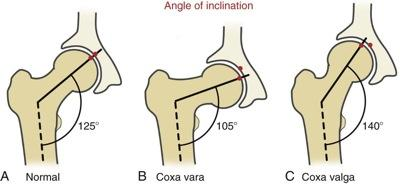 Angle of inclination
125°
105°
140°
A Normal
B Coxa vara
C Coxa valga